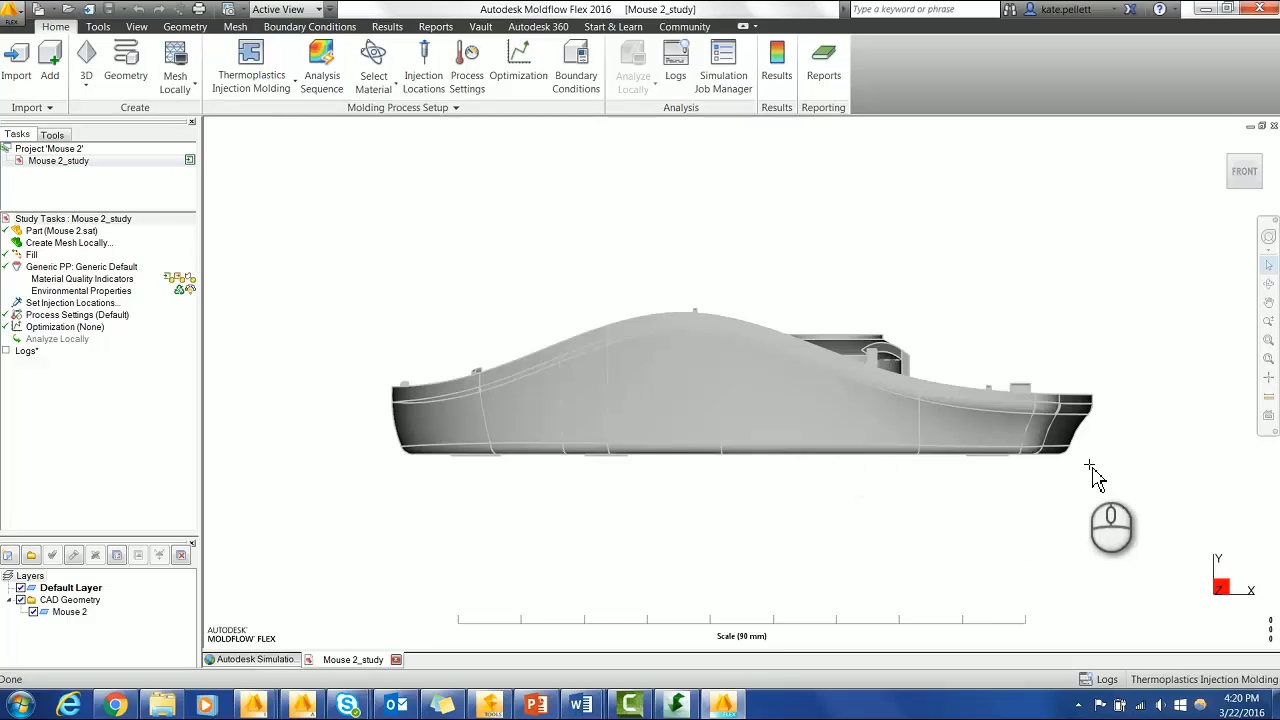 Active View
Autodesk Moldflow Flex 2016 [Mouse 2_study]
Type a keyword or phrase
kate.pellett
Home Tools View Geometry Mesh Boundary Conditions Results Reports Vault Autodesk 360 Start & Learn Community
Import
Add
3D
Geometry
Mesh
Locally
Thermoplastics
Injection Molding
Analysis
Sequence
Select
Material
Injection
Locations
Process
Settings
Optimization
Boundary
Conditions
Analyze
Locally
Logs
Simulation
Job Manager
Results
Reports
Import
Create
Molding Process Setup
Analysis
Results
Reporting
Tasks
Tools
Project 'Mouse 2'
Mouse 2_study
Study Tasks : Mouse 2_study
Part (Mouse 2.sat)
Create Mesh Locally...
Fill
Generic PP: Generic Default
Material Quality Indicators
Environmental Properties
Set Injection Locations...
Process Settings (Default)
Optimization (None)
Analyze Locally
Logs*
Layers
Default Layer
CAD Geometry
Mouse 2
FRONT
Y
Z
X
AUTODESK
MOLDFLOW FLEX
Scale (90 mm)
0
0
0
Autodesk Simulatio...
Mouse 2_study
Done
Logs
Thermoplastics Injection Molding
TOOLS
FLEX
4:20 PM
3/22/2016